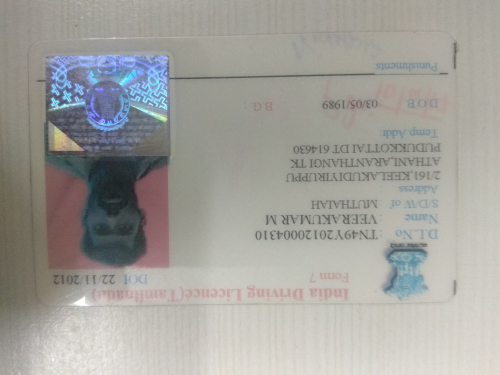 India Driving Licence(Tamilnadu)
Form 7
DOI: 22-11-2012
D.L.No : TN49Y20120004310
Name : VEERAKUMAR M
S/D/W of : MUTHAIAH
Address
2/161,KEELAKUDIYIRUPPU
ATHANI,ARANTHANGI TK
PUDUKKOTTAI DT 614630
Temp Addr
D.O.B. : 03/05/1989
B.G :
Punishments